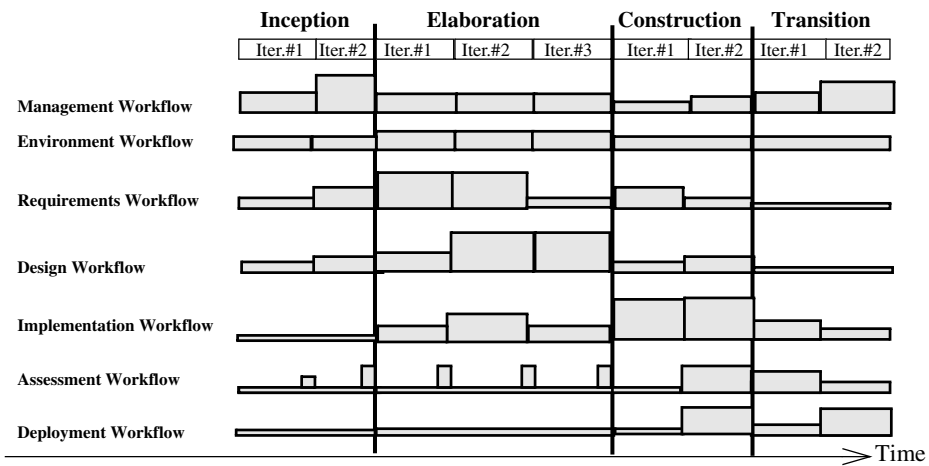 Inception Elaboration Construction Transition
Iter.#1 Iter.#2 Iter.#1 Iter.#2 Iter.#3 Iter.#1 Iter.#2 Iter.#1 Iter.#2
Management Workflow
Environment Workflow
Requirements Workflow
Design Workflow
Implementation Workflow
Assessment Workflow
Deployment Workflow
Time